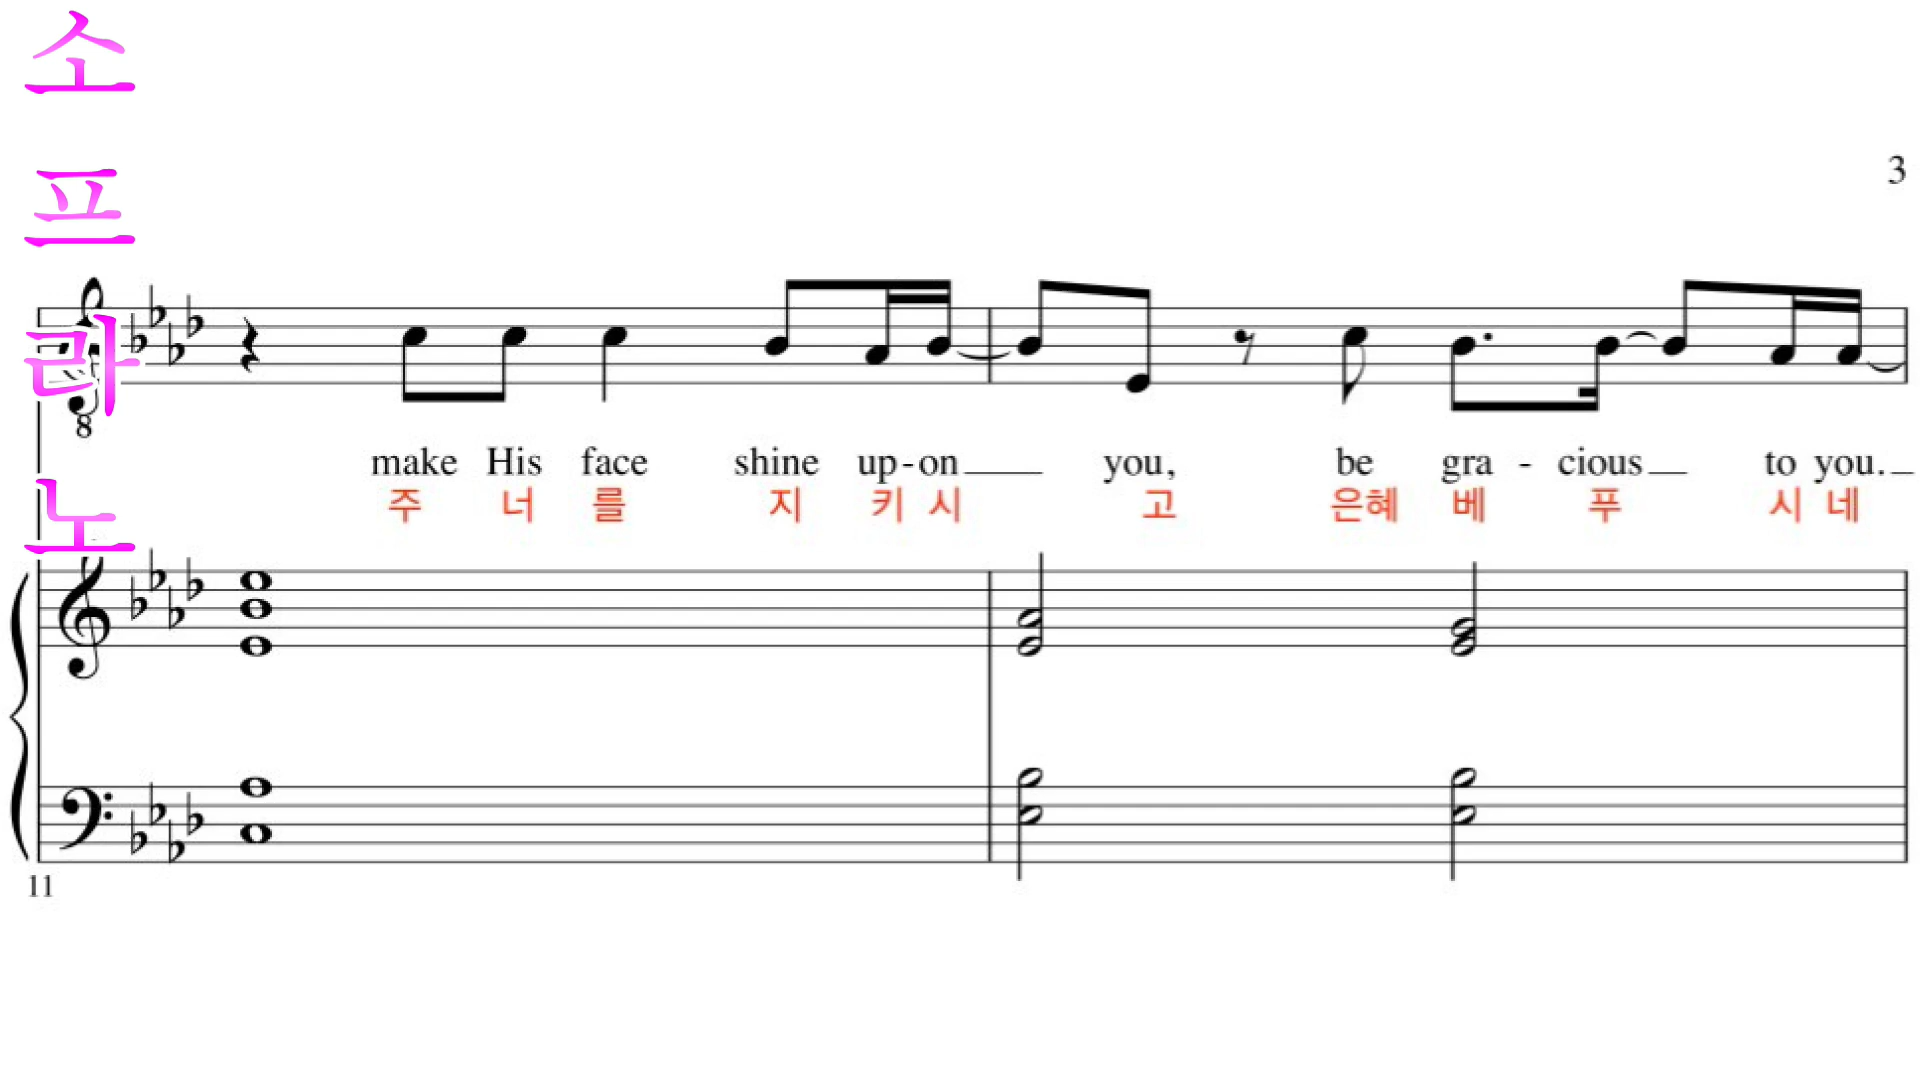 소프라노
3
8
make His face shine up-on you, be gra - cious to you.
주 너 를 지 키 시 고 은혜 베 푸 시 네
11